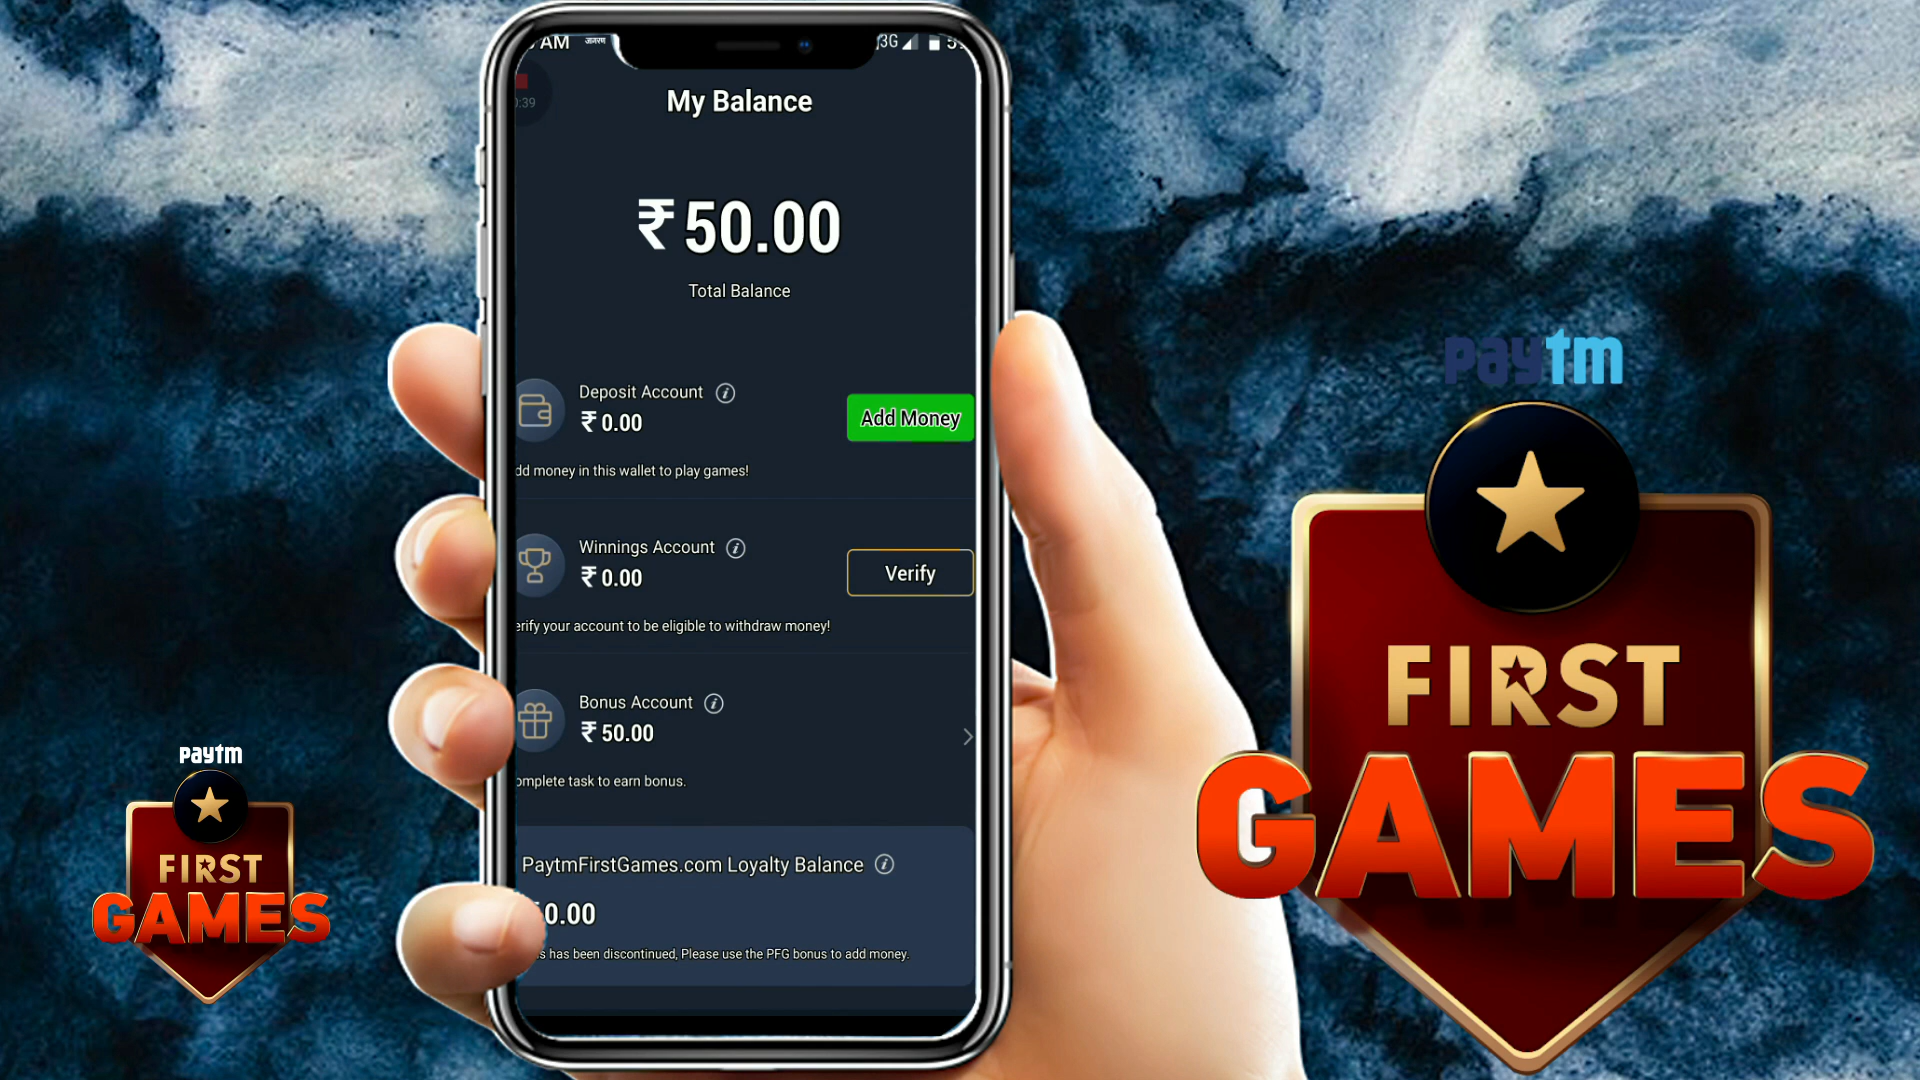 AM जागरण 3G
:39
My Balance
₹ 50.00
Total Balance
Deposit Account
₹ 0.00
Add Money
dd money in this wallet to play games!
Winnings Account
₹ 0.00
Verify
erify your account to be eligible to withdraw money!
Bonus Account
₹ 50.00
omplete task to earn bonus.
PaytmFirstGames.com Loyalty Balance
0.00
s has been discontinued, Please use the PFG bonus to add money.
paytm
FIRST
GAMES
paytm
FIRST
GAMES